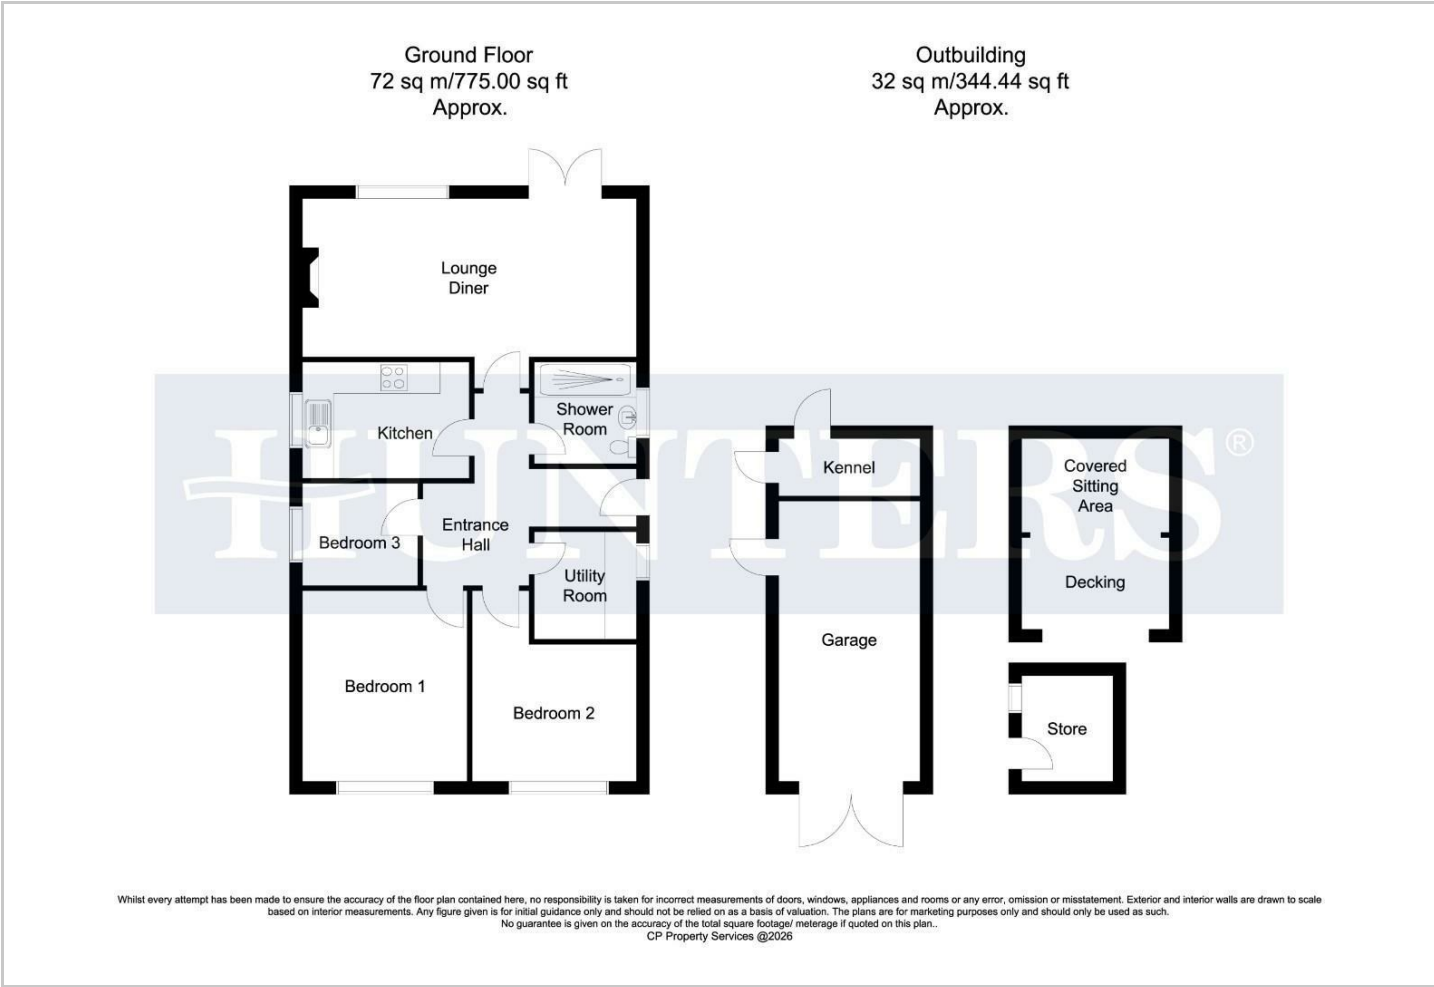 Ground Floor
72 sq m/775.00 sq ft
Approx.
Outbuilding
32 sq m/344.44 sq ft
Approx.
Lounge
Diner
Kitchen
Shower
Room
Bedroom 3
Entrance
Hall
Utility
Room
Bedroom 1
Bedroom 2
Kennel
Garage
Covered
Sitting
Area
Decking
Store
HUNTERS®
Whilst every attempt has been made to ensure the accuracy of the floor plan contained here, no responsibility is taken for incorrect measurements of doors, windows, appliances and rooms or any error, omission or misstatement. Exterior and interior walls are drawn to scale
based on interior measurements. Any figure given is for initial guidance only and should not be relied on as a basis of valuation. The plans are for marketing purposes only and should only be used as such.
No guarantee is given on the accuracy of the total square footage/ meterage if quoted on this plan..
CP Property Services @2026